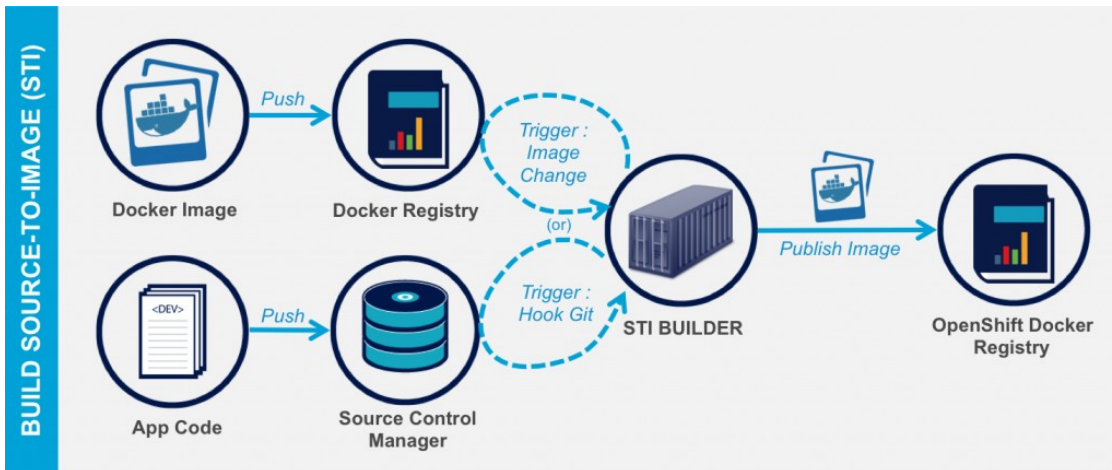 BUILD SOURCE-TO-IMAGE (STI)
Push
Docker Image
Docker Registry
Trigger :
Image
Change
(or)
Publish Image
<DEV>
Push
Trigger :
Hook Git
STI BUILDER
OpenShift Docker
Registry
App Code
Source Control
Manager